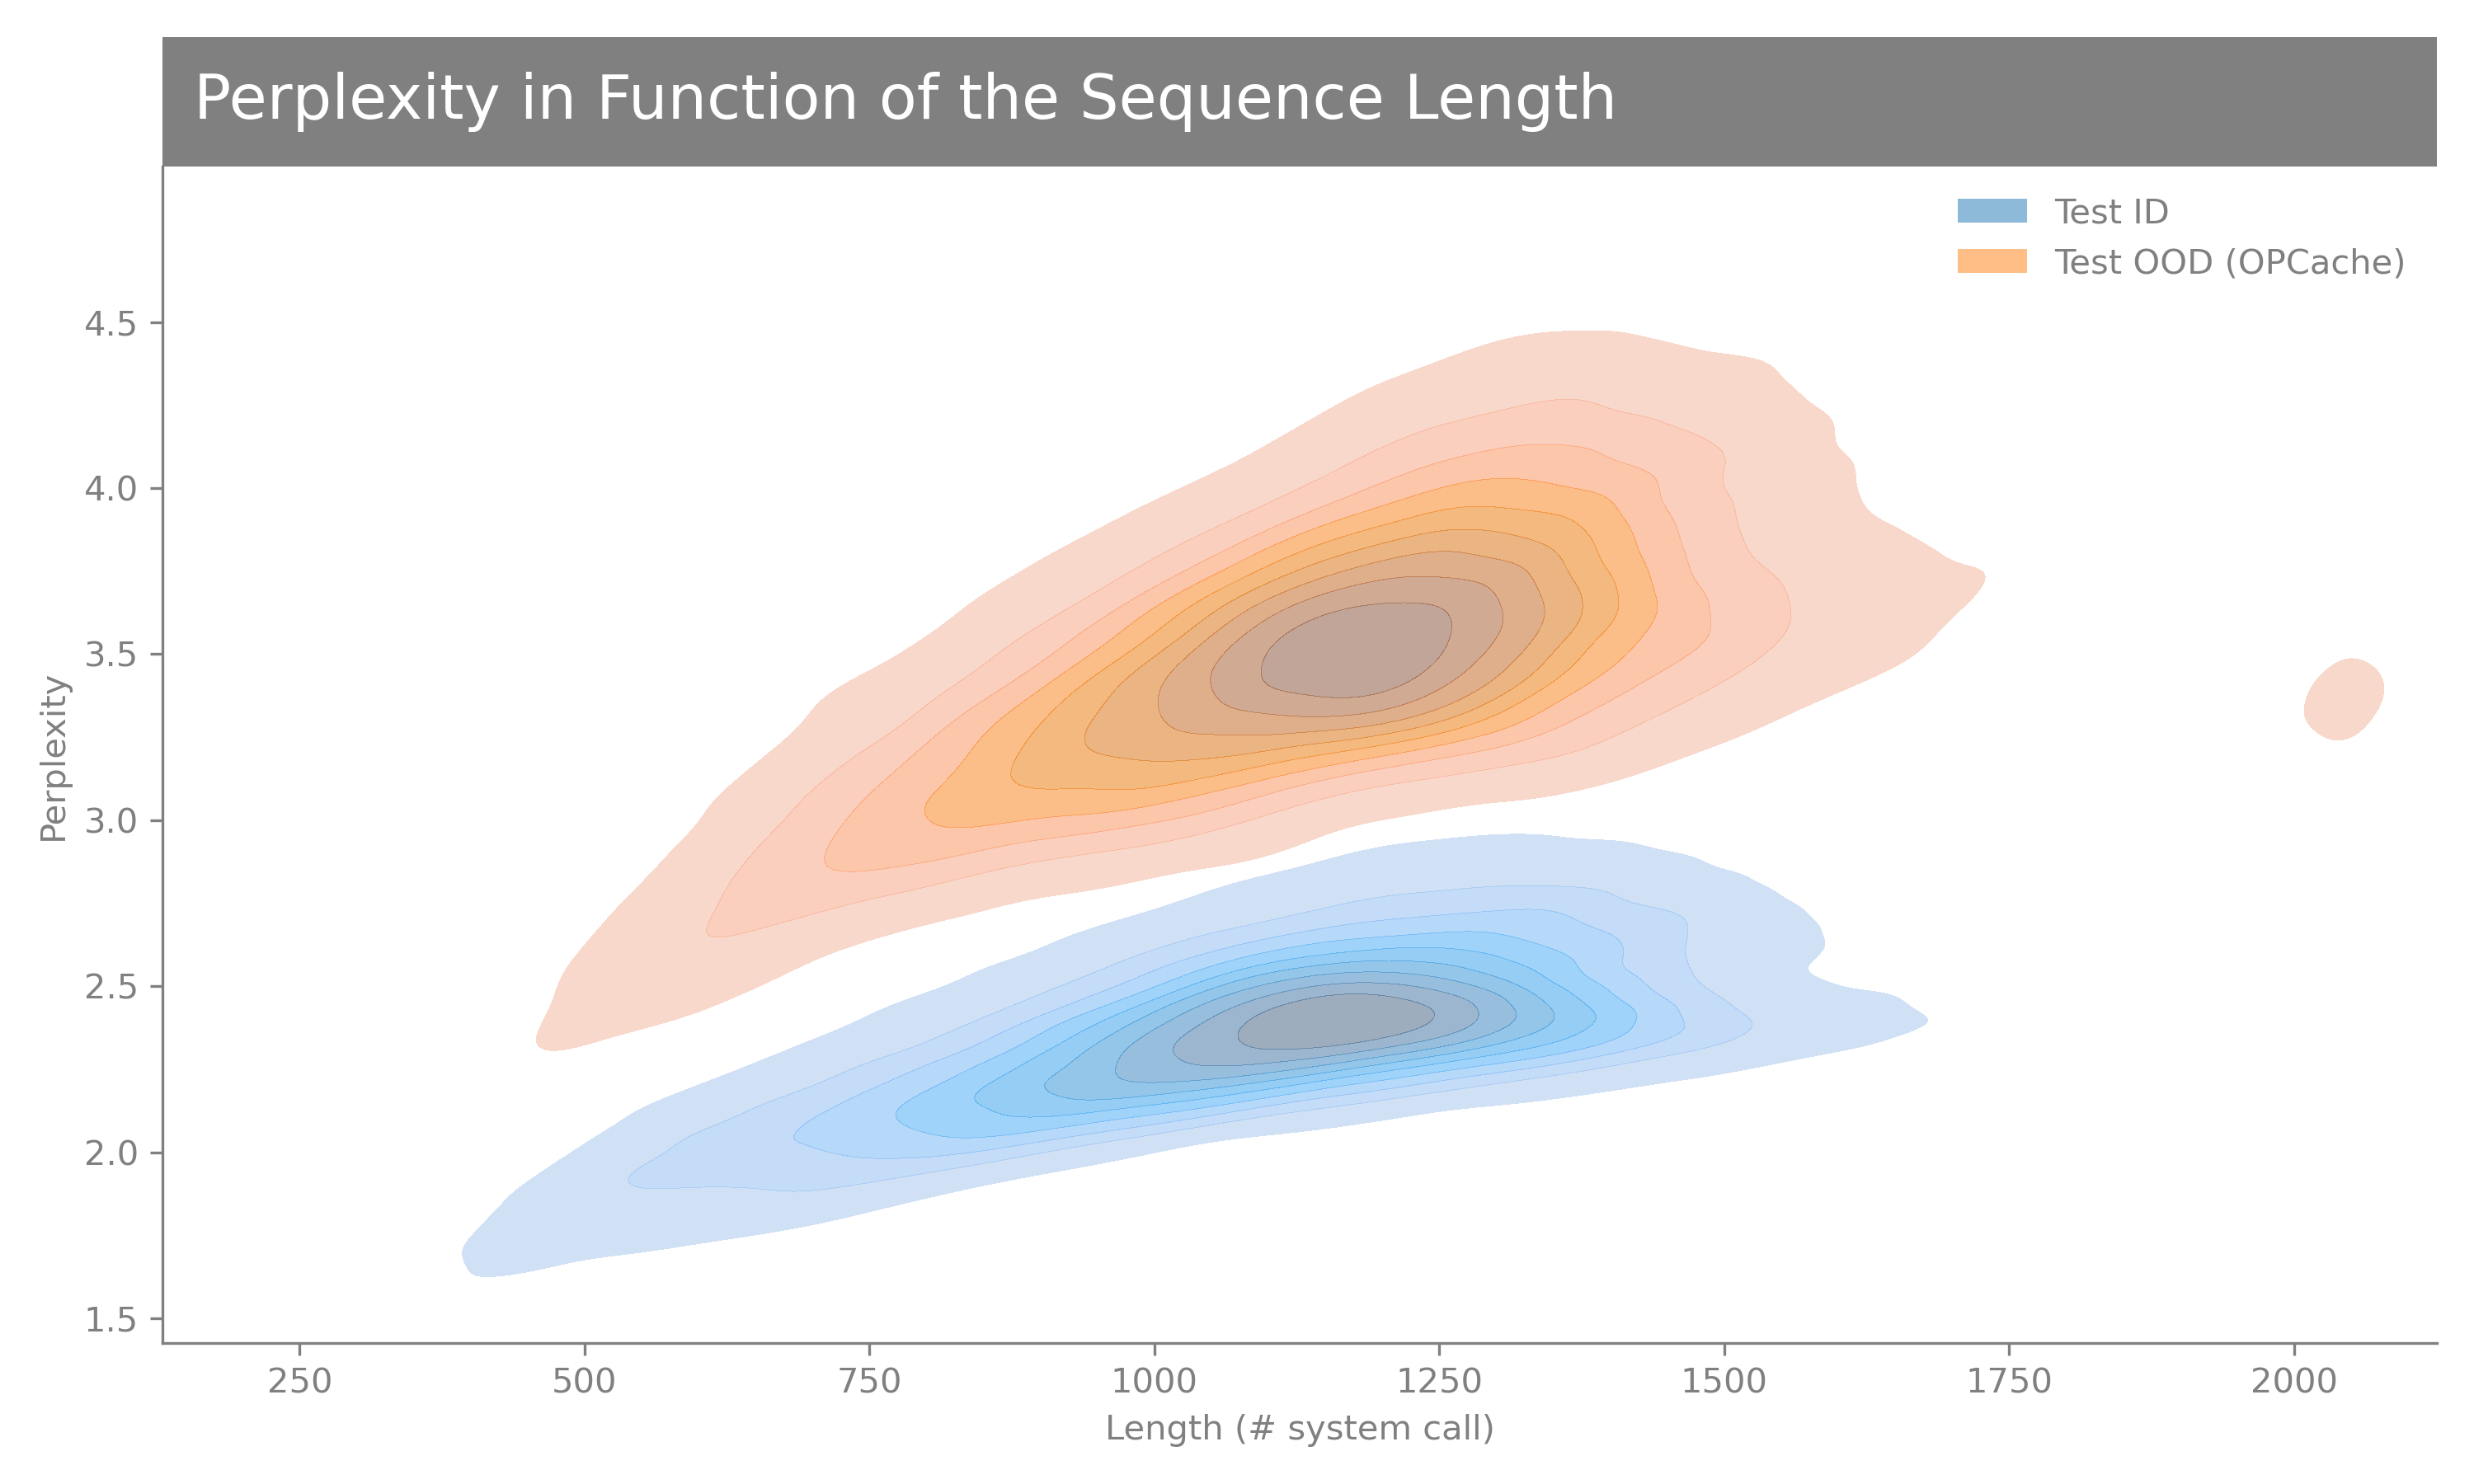 Perplexity in Function of the Sequence Length
Test ID
Test OOD (OPCache)
4.5
4.0
3.5
3.0
2.5
2.0
1.5
Perplexity
250 500 750 1000 1250 1500 1750 2000
Length (# system call)